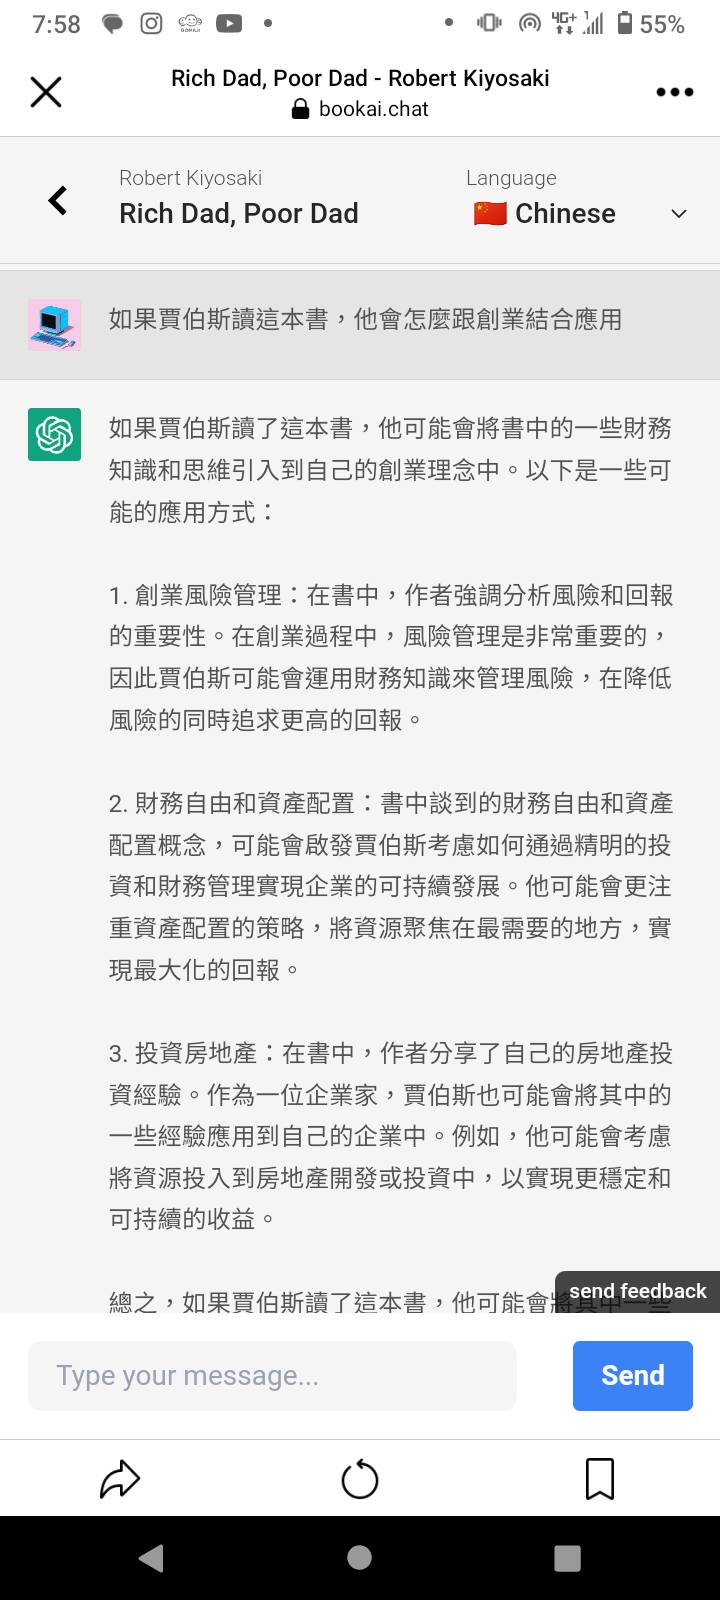 7:58
4G+ 55%
Rich Dad, Poor Dad - Robert Kiyosaki
bookai.chat
Robert Kiyosaki
Rich Dad, Poor Dad
Language
Chinese
如果賈伯斯讀這本書，他會怎麼跟創業結合應用
如果賈伯斯讀了這本書，他可能會將書中的一些財務
知識和思維引入到自己的創業理念中。以下是一些可
能的應用方式：
1. 創業風險管理：在書中，作者強調分析風險和回報
的重要性。在創業過程中，風險管理是非常重要的，
因此賈伯斯可能會運用財務知識來管理風險，在降低
風險的同時追求更高的回報。
2. 財務自由和資產配置：書中談到的財務自由和資產
配置概念，可能會啟發賈伯斯考慮如何通過精明的投
資和財務管理實現企業的可持續發展。他可能會更注
重資產配置的策略，將資源聚焦在最需要的地方，實
現最大化的回報。
3. 投資房地產：在書中，作者分享了自己的房地產投
資經驗。作為一位企業家，賈伯斯也可能會將其中的
一些經驗應用到自己的企業中。例如，他可能會考慮
將資源投入到房地產開發或投資中，以實現更穩定和
可持續的收益。
send feedback
總之，如果賈伯斯讀了這本書，他可能會將其中一些
Type your message...
Send